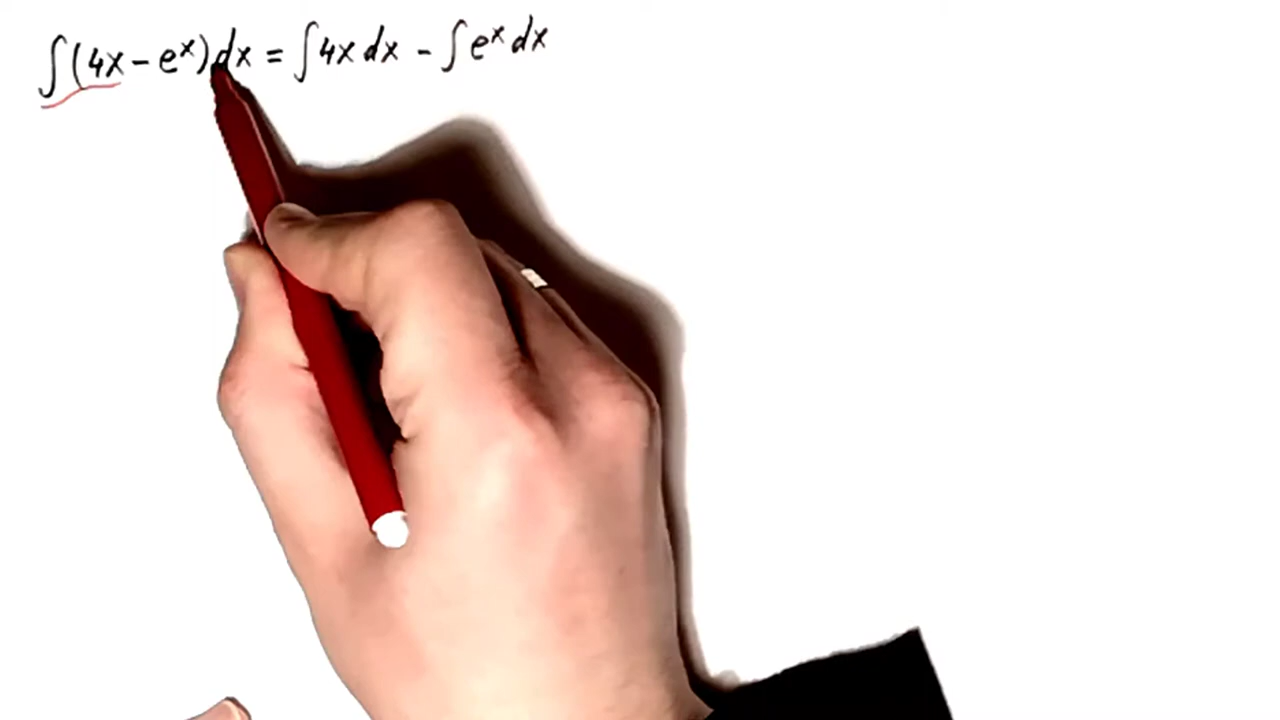 ∫(4x - eˣ)dx = ∫4x dx - ∫eˣ dx